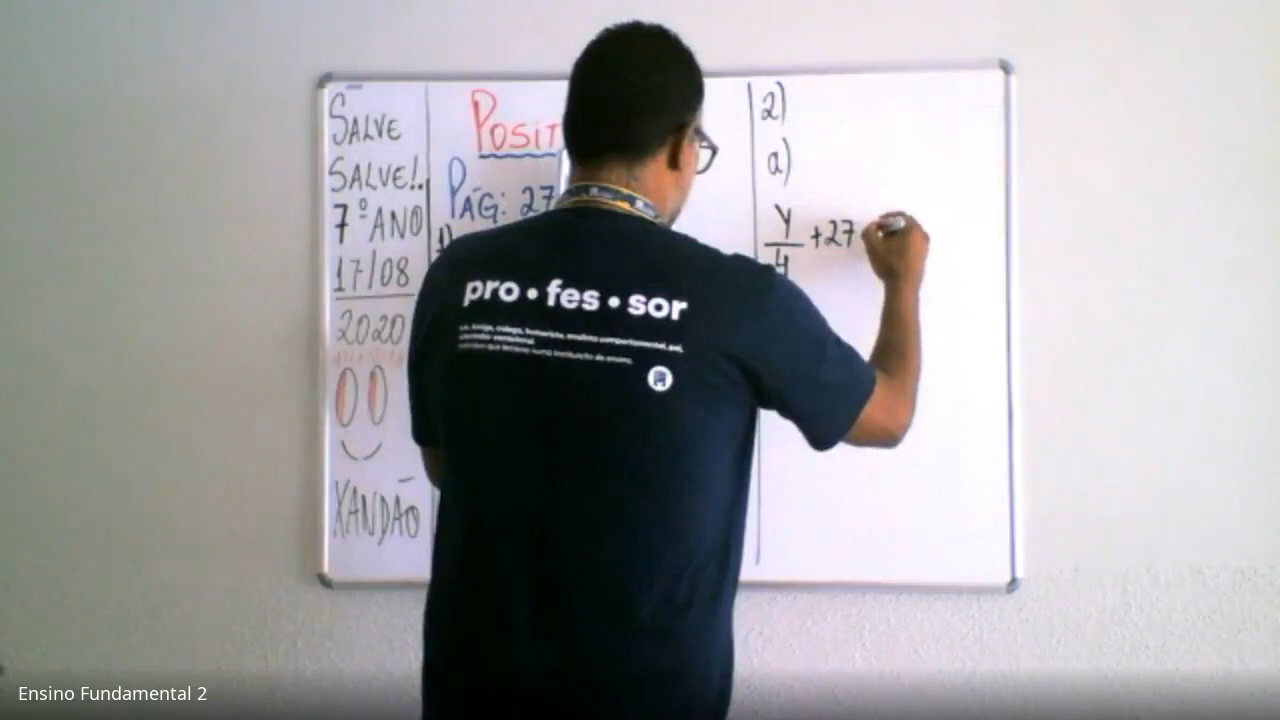 SALVE
SALVE!.
7º ANO
17/08
2020
XANDÃO
POSIT
PÁG: 27
1)
2)
a)
y/4 +27
pro•fes•sor
Ensino Fundamental 2